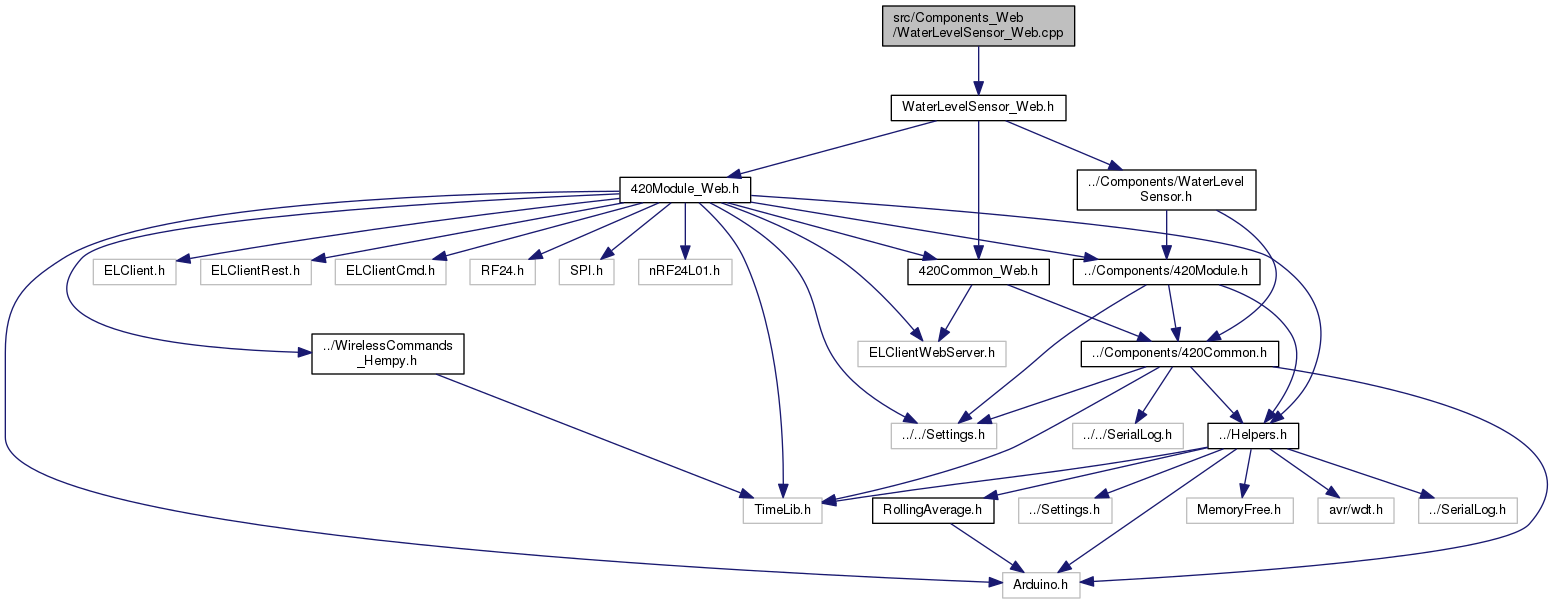 src/Components_Web
/WaterLevelSensor_Web.cpp
WaterLevelSensor_Web.h
420Module_Web.h
../Components/WaterLevel
Sensor.h
ELClient.h
ELClientRest.h
ELClientCmd.h
RF24.h
SPI.h
nRF24L01.h
420Common_Web.h
../Components/420Module.h
../WirelessCommands
_Hempy.h
ELClientWebServer.h
../Components/420Common.h
../../Settings.h
../../SerialLog.h
../Helpers.h
TimeLib.h
RollingAverage.h
../Settings.h
MemoryFree.h
avr/wdt.h
../SerialLog.h
Arduino.h